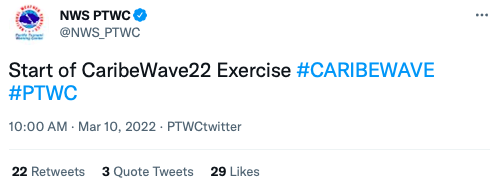 NWS PTWC
@NWS_PTWC
Start of CaribeWave22 Exercise #CARIBEWAVE
#PTWC
10:00 AM · Mar 10, 2022 · PTWCtwitter
22 Retweets 3 Quote Tweets 29 Likes